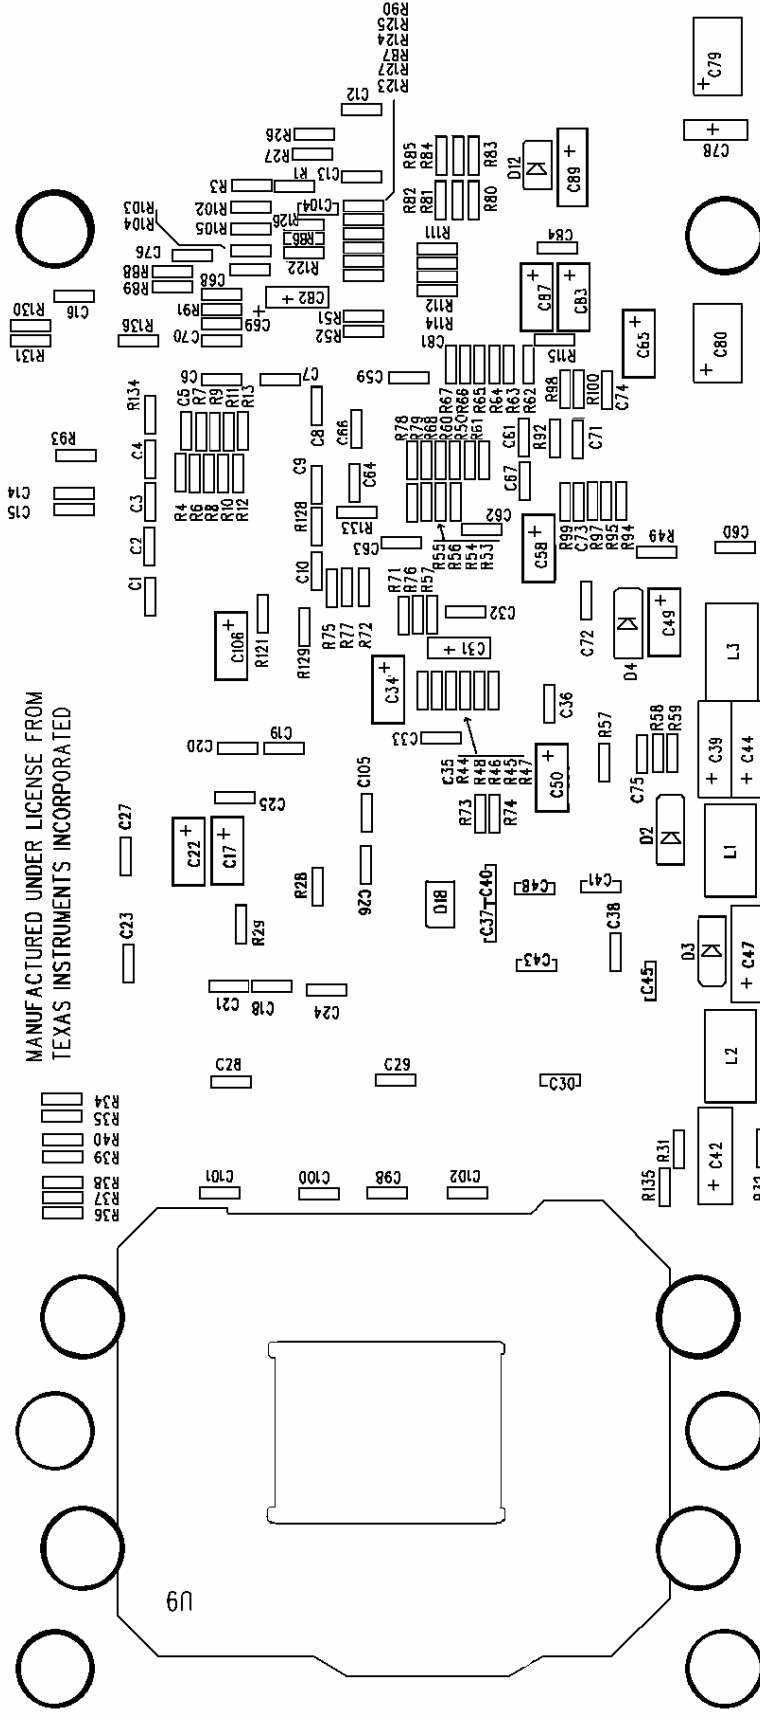 R90
R125
R124
R87
R127
R123
C79
C12
C78
R26
R27
R85
R84
R83
D12
C89
R3
R1
C13
R103
R104
R102
R105
C104
R126
R86
R122
R82
R81
R80
R111
C84
C76
R88
R89
C68
C82
R112
R114
C81
C87
C83
R130
R131
C16
R136
R91
C70
C69
R51
R52
R115
C65
C80
C6
C7
C59
R67
R66
R65
R64
R63
R62
R98
R100
C74
R134
C5
R7
R9
R11
R13
C8
C66
R78
R79
R68
R60
R50
R61
C61
R92
C71
R93
C4
C14
C15
C3
R4
R6
R8
R10
R12
C9
C64
C67
R128
R133
C62
C63
R55
R56
R54
R53
C58
R99
C73
R97
R95
R94
R49
C60
C2
C1
C10
R75
R77
R72
R71
R76
R57
C32
C31
C72
D4
C49
L3
C106
R121
R129
C34
C36
C33
C35
R44
R48
R46
R45
R47
C50
R57
C75
R58
R59
C39
C44
MANUFACTURED UNDER LICENSE FROM
TEXAS INSTRUMENTS INCORPORATED
C20
C19
C25
C105
R73
R74
C27
C22
C17
R28
C26
D18
C40
C37
C48
C41
D2
L1
C23
R29
C43
C38
C45
D3
C47
C21
C18
C24
L2
C28
C29
C30
R34
R35
R40
R39
R38
R37
R36
C101
C100
C98
C102
R31
R135
C42
R32
U9